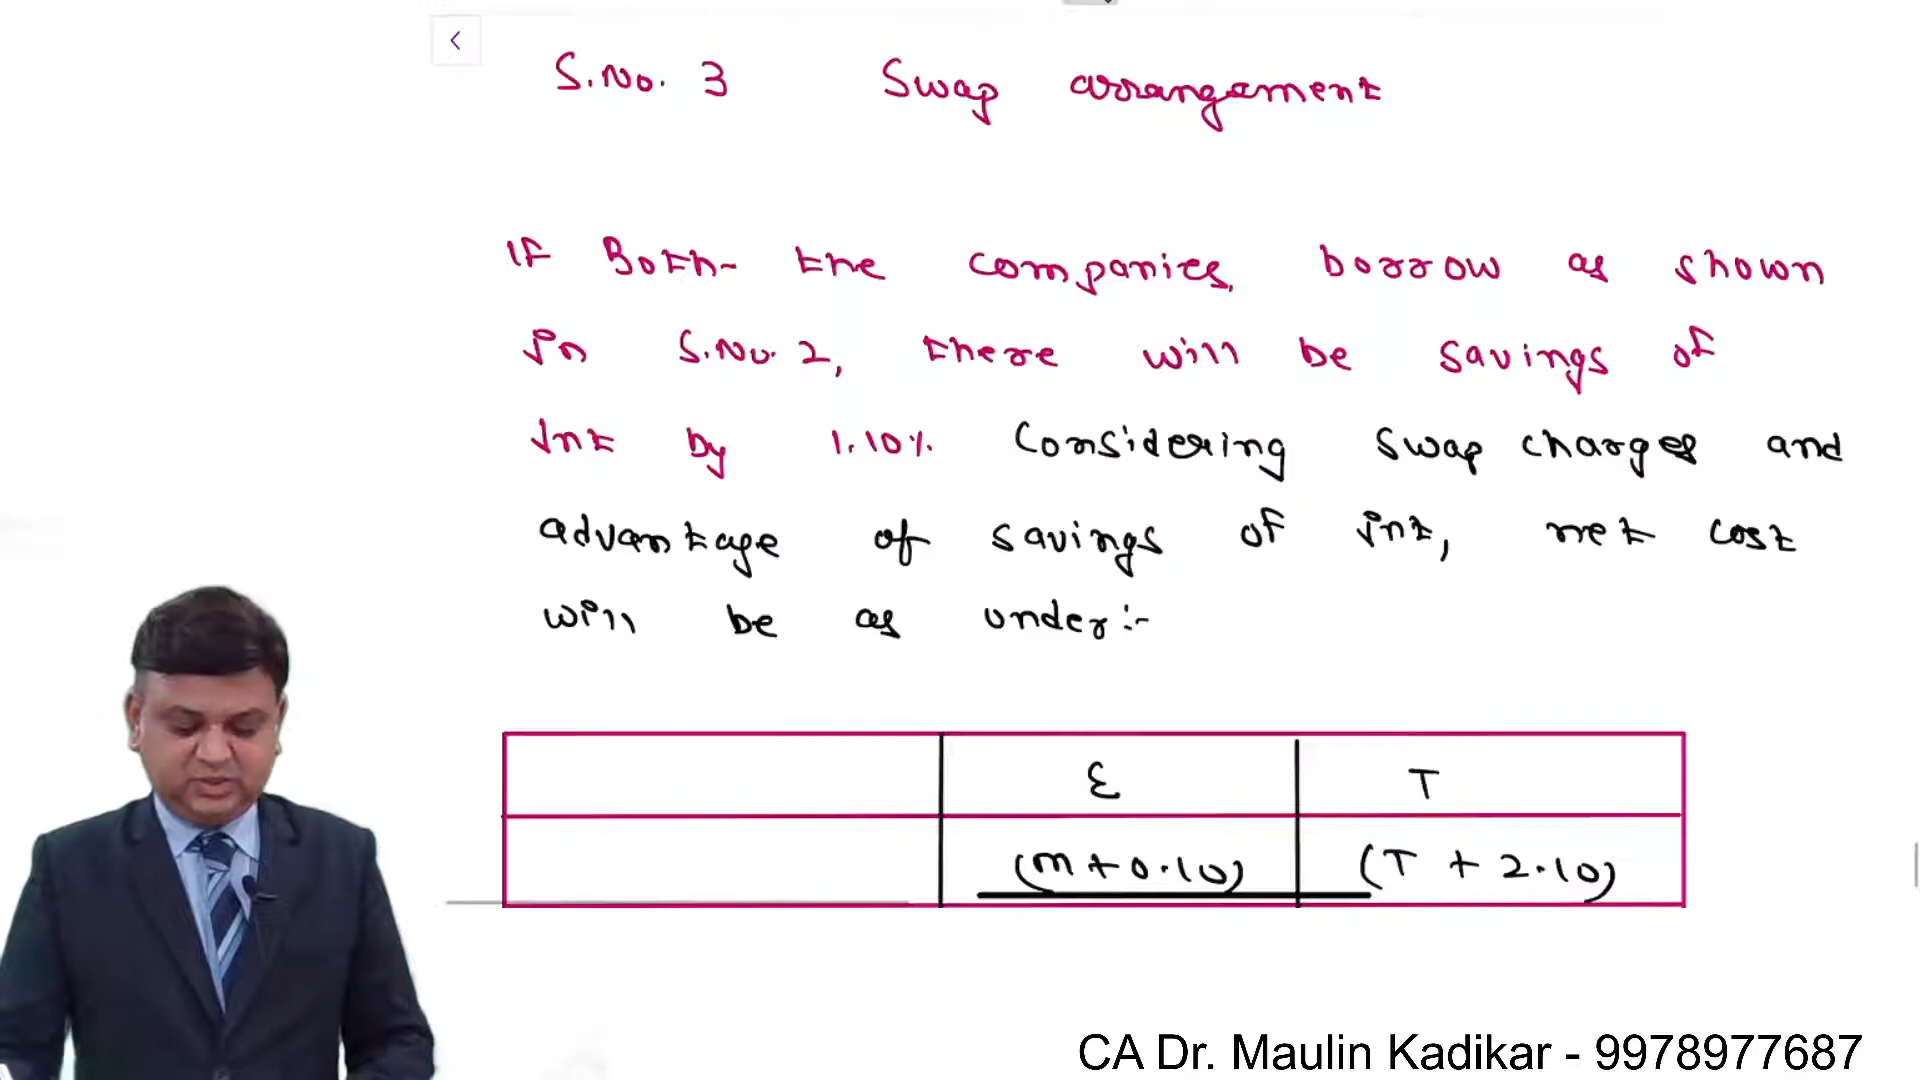 S.No. 3 Swap arrangement
If Both the companies, borrow as shown
in S.No. 2, there will be savings of
Int by 1.10% Considering swap charges and
advantage of savings of int, net cost
will be as under:-
E T
(m + 0.10) (T + 2.10)
CA Dr. Maulin Kadikar - 9978977687